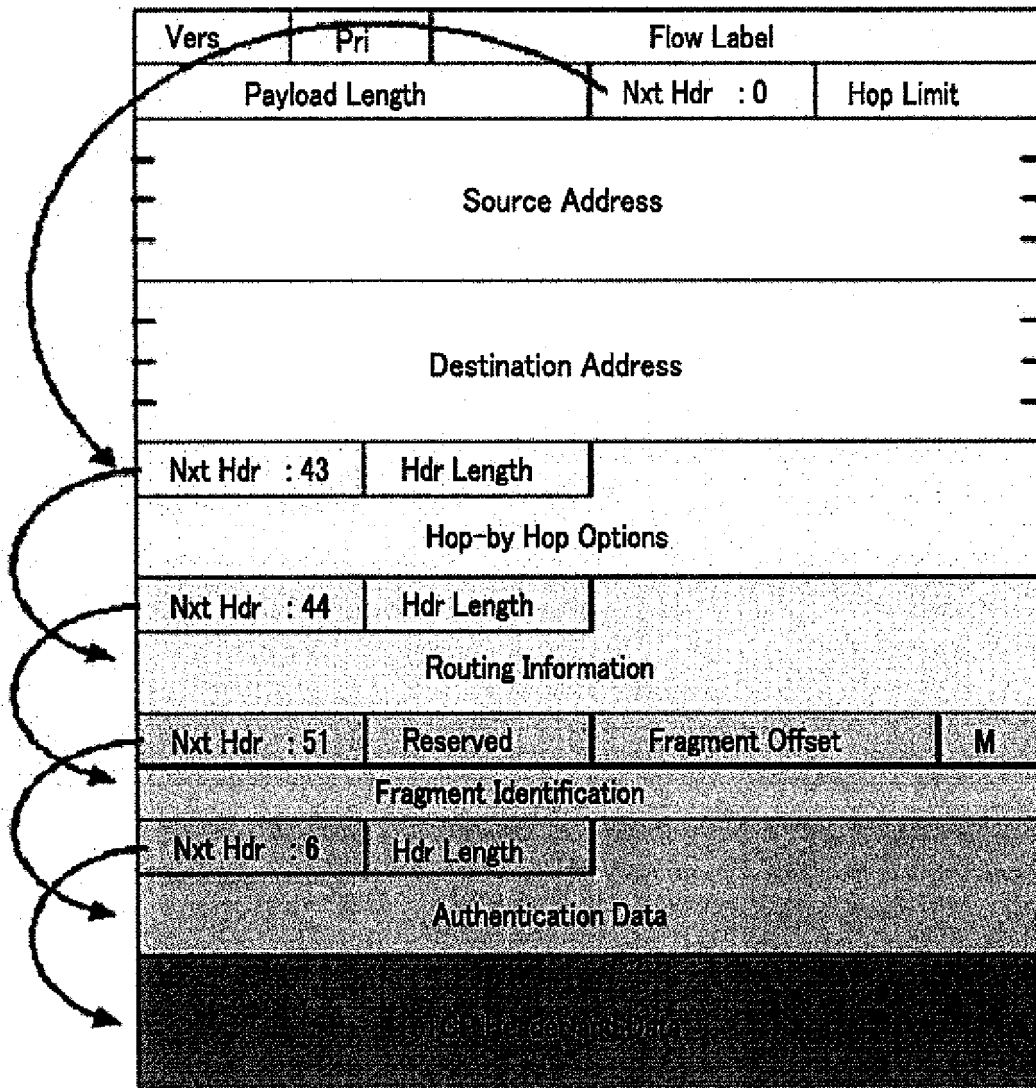 Vers Pri Flow Label
Payload Length Nxt Hdr : 0 Hop Limit
Source Address
Destination Address
Nxt Hdr : 43 Hdr Length
Hop-by Hop Options
Nxt Hdr : 44 Hdr Length
Routing Information
Nxt Hdr : 51 Reserved Fragment Offset M
Fragment Identification
Nxt Hdr : 6 Hdr Length
Authentication Data